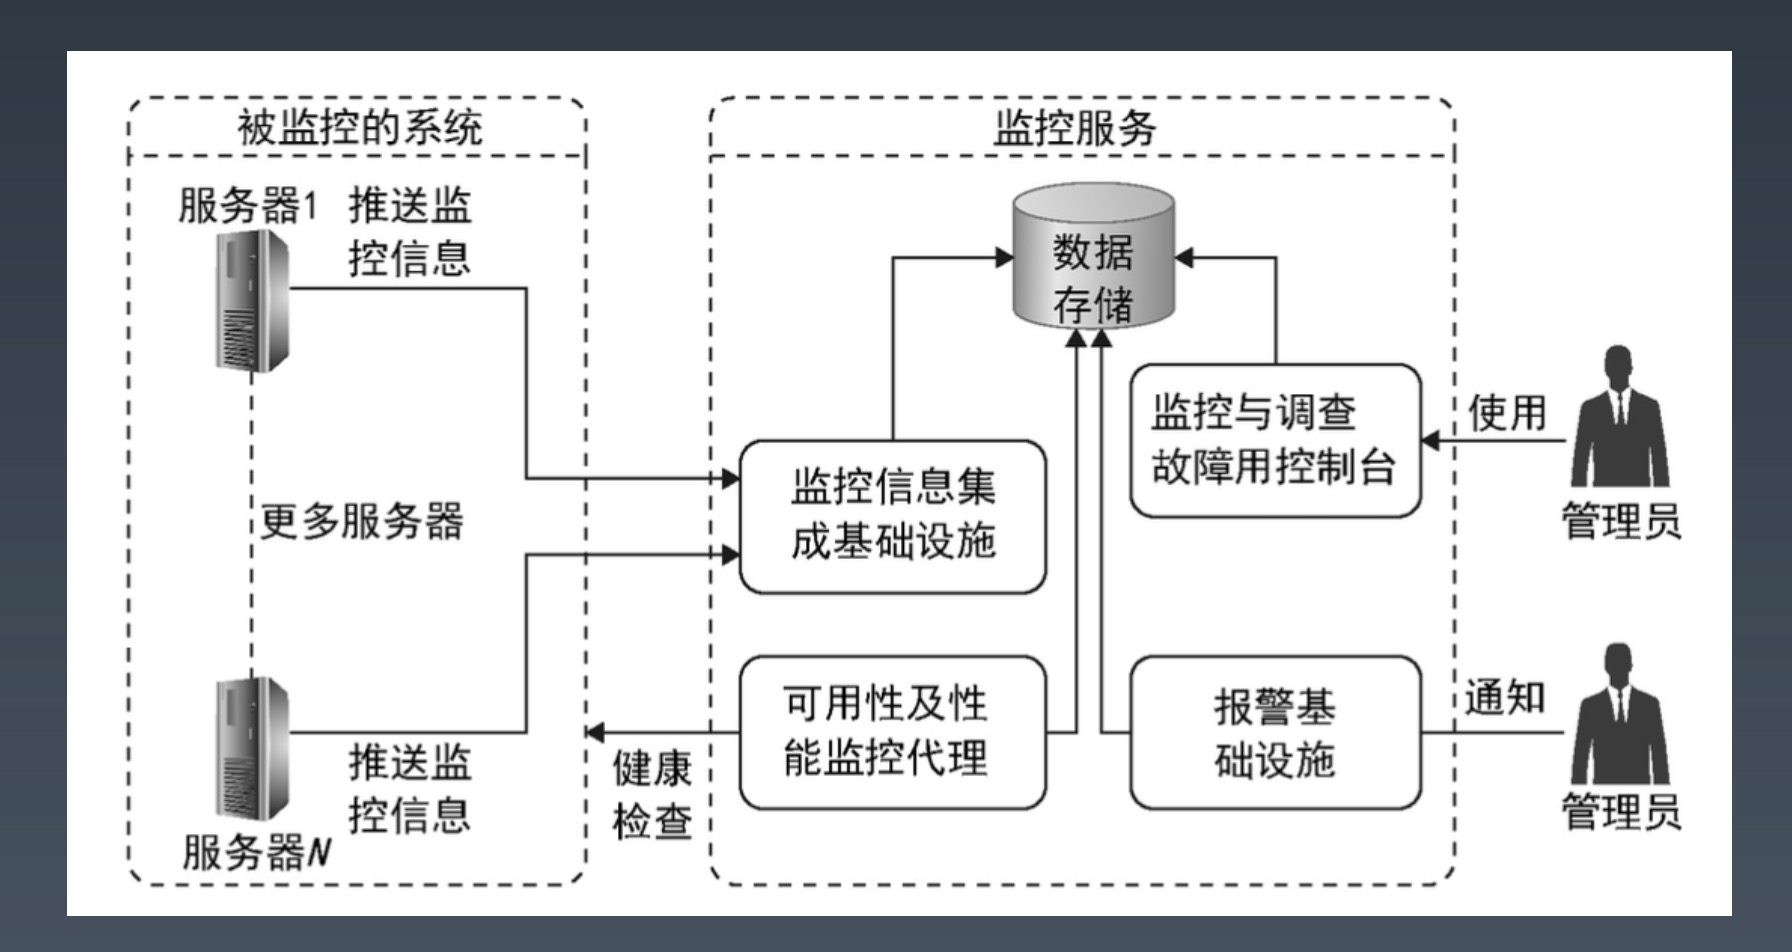 被监控的系统
服务器1
推送监
控信息
更多服务器
推送监
控信息
服务器N
健康
检查
监控服务
数据
存储
监控信息集
成基础设施
监控与调查
故障用控制台
可用性及性
能监控代理
报警基
础设施
使用
管理员
通知
管理员